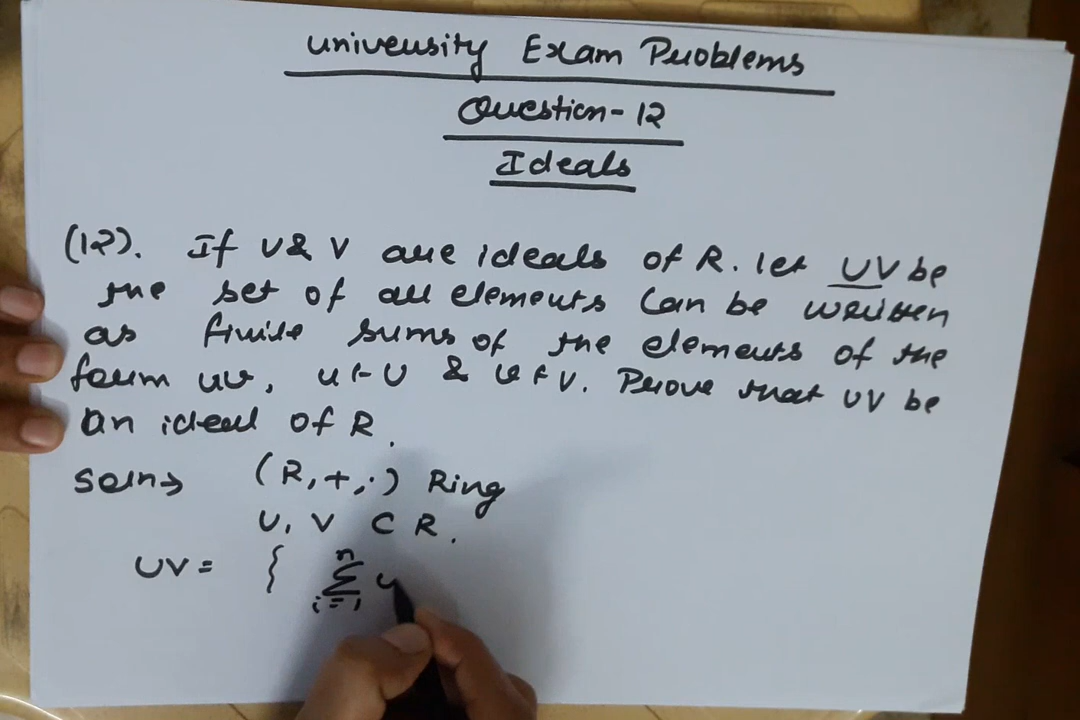 University Exam Problems
Question-12
Ideals
(12). If U & V are ideals of R. let UV be
the set of all elements can be written
as finite sums of the elements of the
form uv, u ∈ U & v ∈ V. Prove that UV be
an ideal of R.
Soln→ (R,+,.) Ring
U, V ⊂ R.
UV = { n∑i=1 u